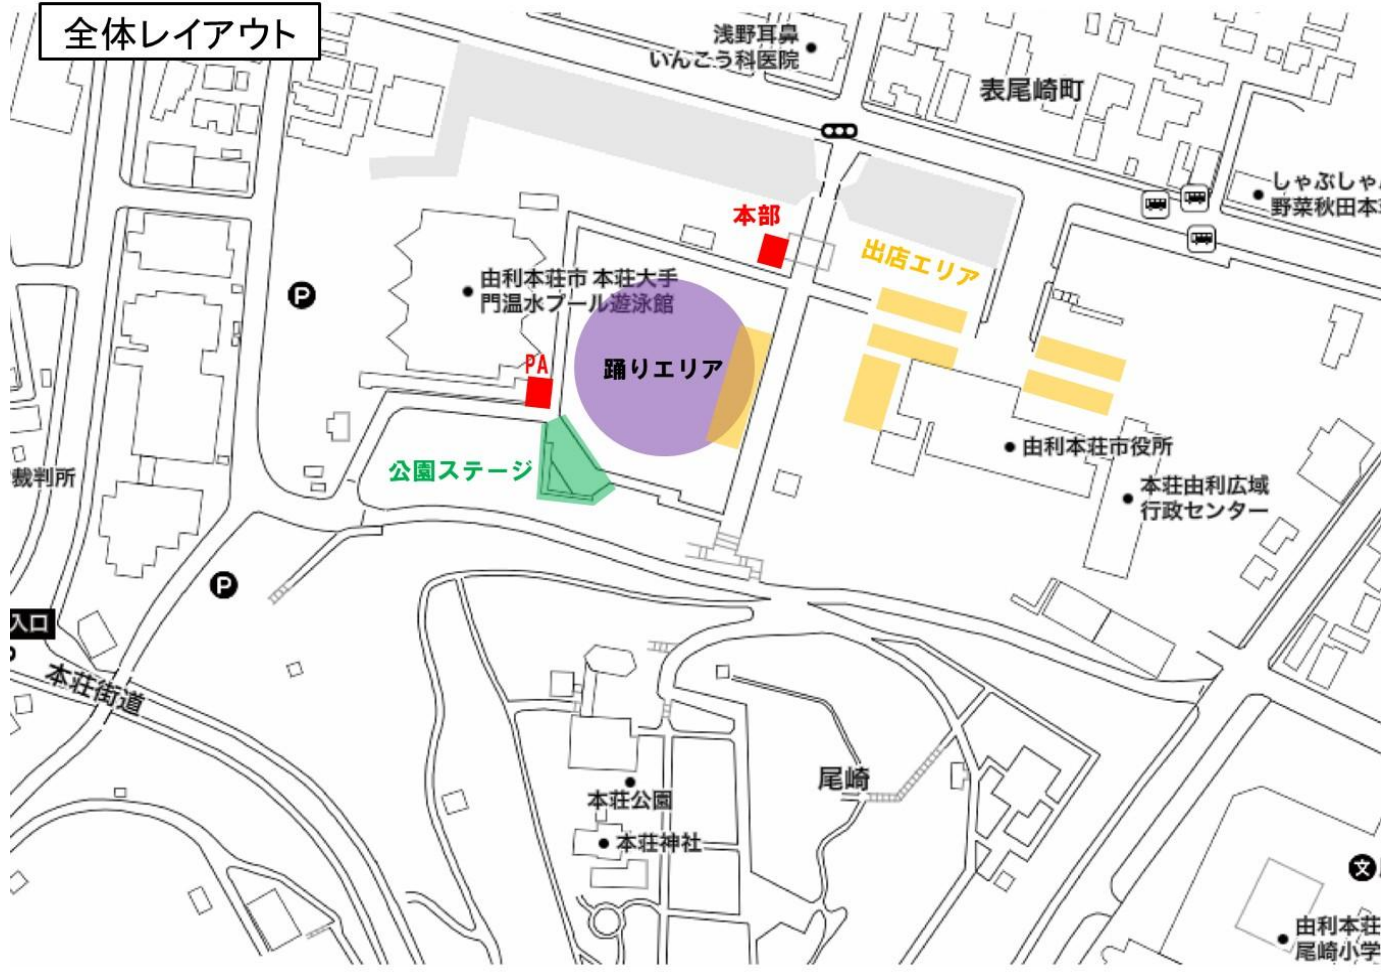 全体レイアウト
浅野耳鼻
いんこう科医院
表尾崎町
しゃぶしゃ
野菜秋田本
本部
出店エリア
由利本荘市 本荘大手
門温水プール遊泳館
P
PA
踊りエリア
公園ステージ
由利本荘市役所
裁判所
本荘由利広域
行政センター
P
入口
本荘街道
尾崎
本荘公園
本荘神社
文
由利本荘
尾崎小学